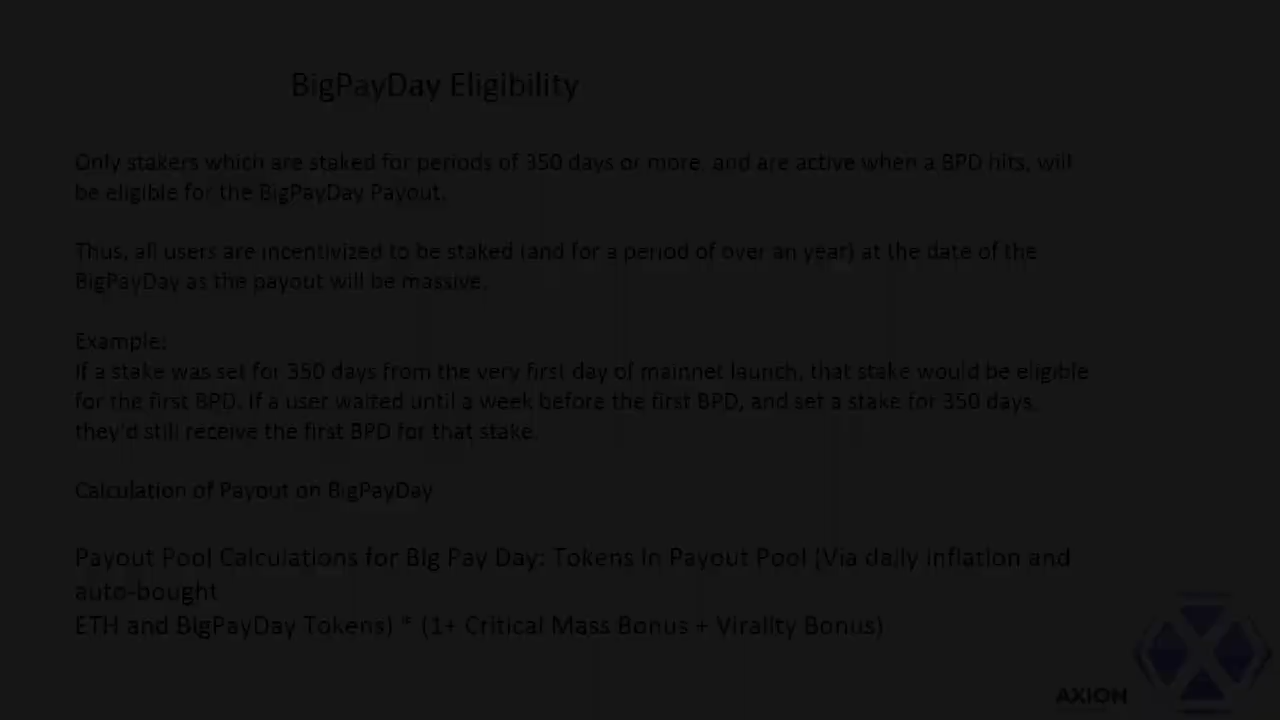 BigPayDay Eligibility
Only stakers which are staked for periods of 350 days or more, and are active when a BPD hits, will
be eligible for the BigPayDay Payout.
Thus, all users are incentivized to be staked (and for a period of over an year) at the date of the
BigPayDay as the payout will be massive.
Example:
If a stake was set for 350 days from the very first day of mainnet launch, that stake would be eligible
for the first BPD. If a user waited until a week before the first BPD, and set a stake for 350 days,
they'd still receive the first BPD for that stake.
Calculation of Payout on BigPayDay
Payout Pool Calculations for Big Pay Day: Tokens in Payout Pool (Via daily inflation and
auto-bought
ETH and BigPayDay Tokens) * (1+ Critical Mass Bonus + Virality Bonus)
AXION